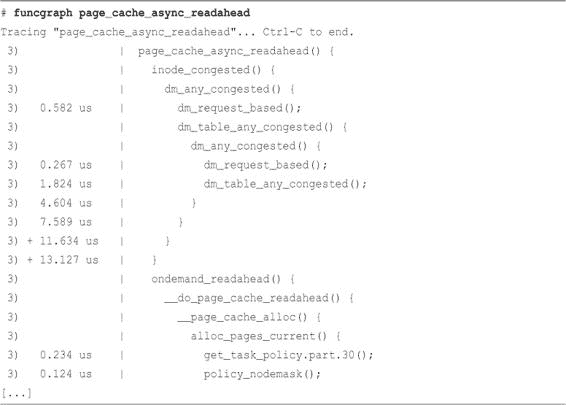 # funcgraph page_cache_async_readahead
Tracing "page_cache_async_readahead"... Ctrl-C to end.
 3)               |  page_cache_async_readahead() {
 3)               |    inode_congested() {
 3)               |      dm_any_congested() {
 3)   0.582 us    |        dm_request_based();
 3)               |        dm_table_any_congested() {
 3)               |          dm_any_congested() {
 3)   0.267 us    |            dm_request_based();
 3)   1.824 us    |            dm_table_any_congested();
 3)   4.604 us    |          }
 3)   7.589 us    |        }
 3) + 11.634 us   |      }
 3) + 13.127 us   |    }
 3)               |    ondemand_readahead() {
 3)               |      __do_page_cache_readahead() {
 3)               |        __page_cache_alloc() {
 3)               |          alloc_pages_current() {
 3)   0.234 us    |            get_task_policy.part.30();
 3)   0.124 us    |            policy_nodemask();
[...]